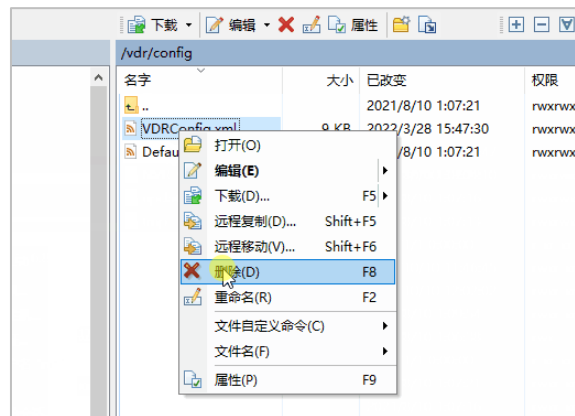 下载 编辑 属性
/vdr/config
名字 大小 已改变 权限
.. 2021/8/10 1:07:21 rwxrwx
VDRConfig.xml 9 KB 2022/3/28 15:47:30 rwxrwx
Defau /8/10 1:07:21 rwxrwx
打开(O)
编辑(E)
下载(D)... F5
远程复制(D)... Shift+F5
远程移动(V)... Shift+F6
删除(D) F8
重命名(R) F2
文件自定义命令(C)
文件名(F)
属性(P) F9